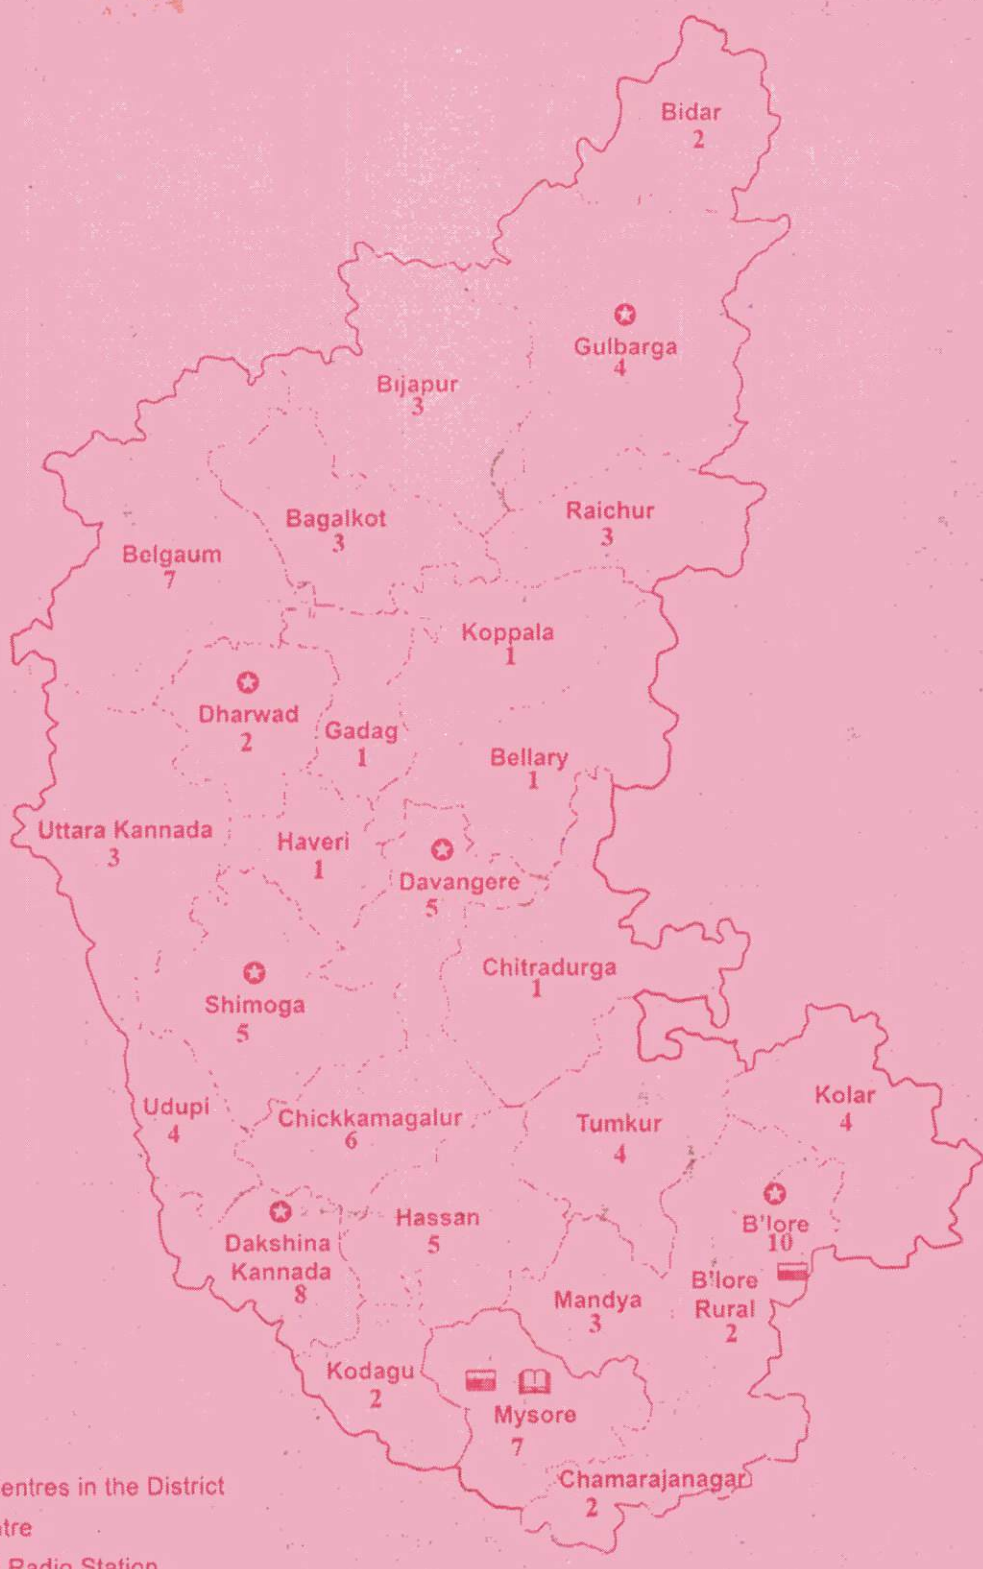 Bidar
2
Gulbarga
4
Bijapur
3
Bagalkot
3
Raichur
3
Belgaum
7
Koppala
1
Dharwad
2
Gadag
1
Bellary
1
Uttara Kannada
3
Haveri
1
Davangere
5
Chitradurga
1
Shimoga
5
Udupi
4
Chickkamagalur
6
Tumkur
4
Kolar
4
B'lore
10
Hassan
5
Dakshina
Kannada
8
B'lore
Rural
2
Mandya
3
Kodagu
2
Mysore
7
Chamarajanagar
2
entres in the District
tre
Radio Station